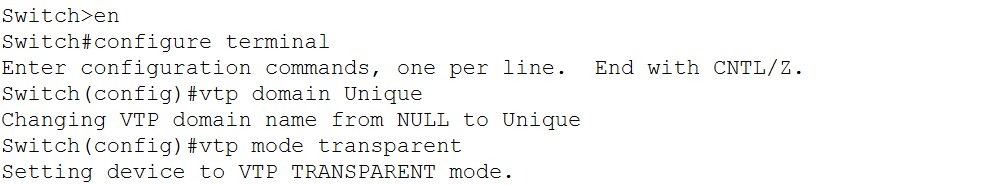 Switch>en
Switch#configure terminal
Enter configuration commands, one per line.  End with CNTL/Z.
Switch(config)#vtp domain Unique
Changing VTP domain name from NULL to Unique
Switch(config)#vtp mode transparent
Setting device to VTP TRANSPARENT mode.